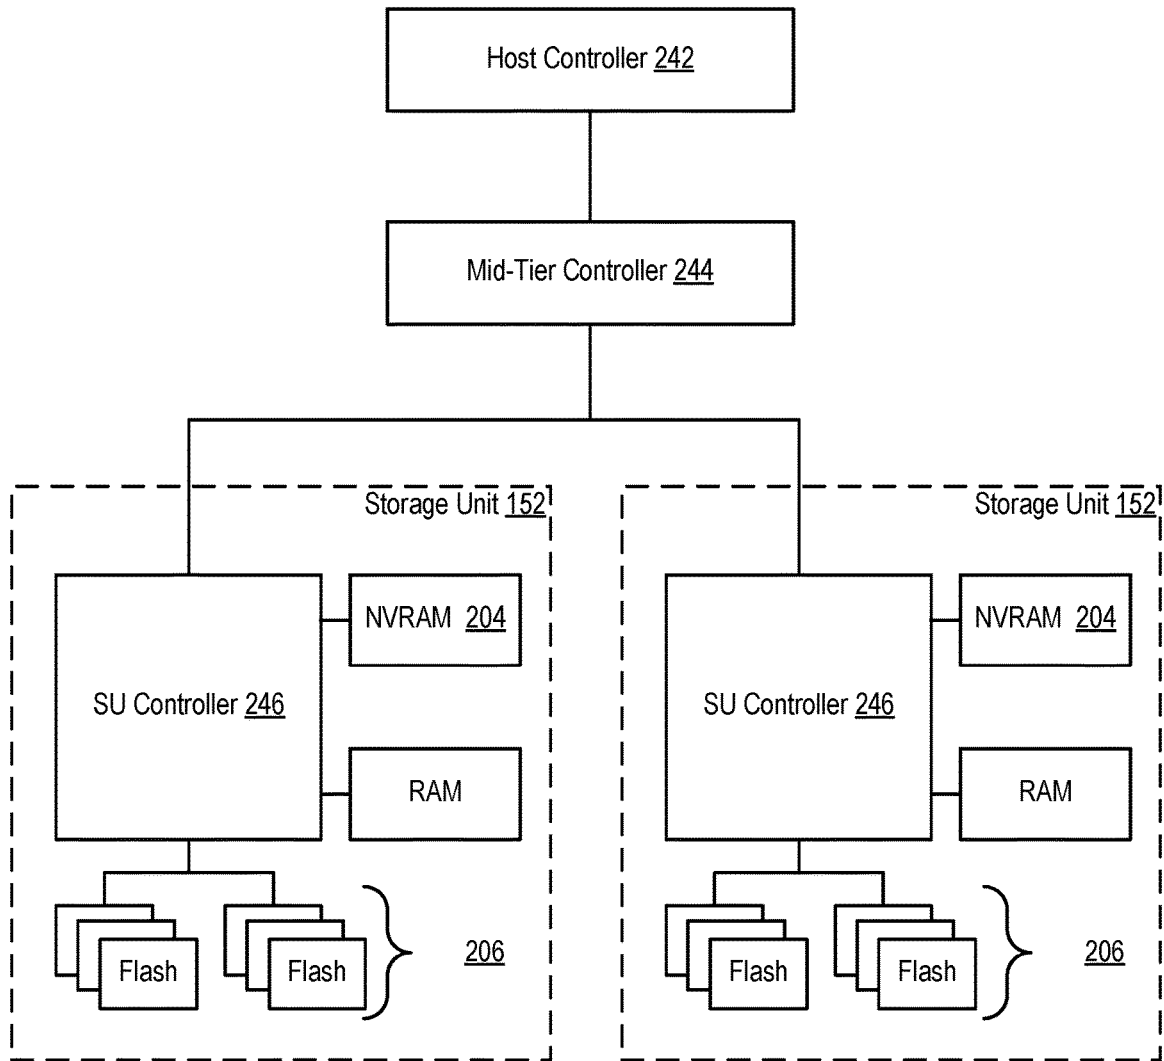 Host Controller 242
Mid-Tier Controller 244
Storage Unit 152
NVRAM 204
SU Controller 246
RAM
Flash
Flash
206
Storage Unit 152
NVRAM 204
SU Controller 246
RAM
Flash
Flash
206